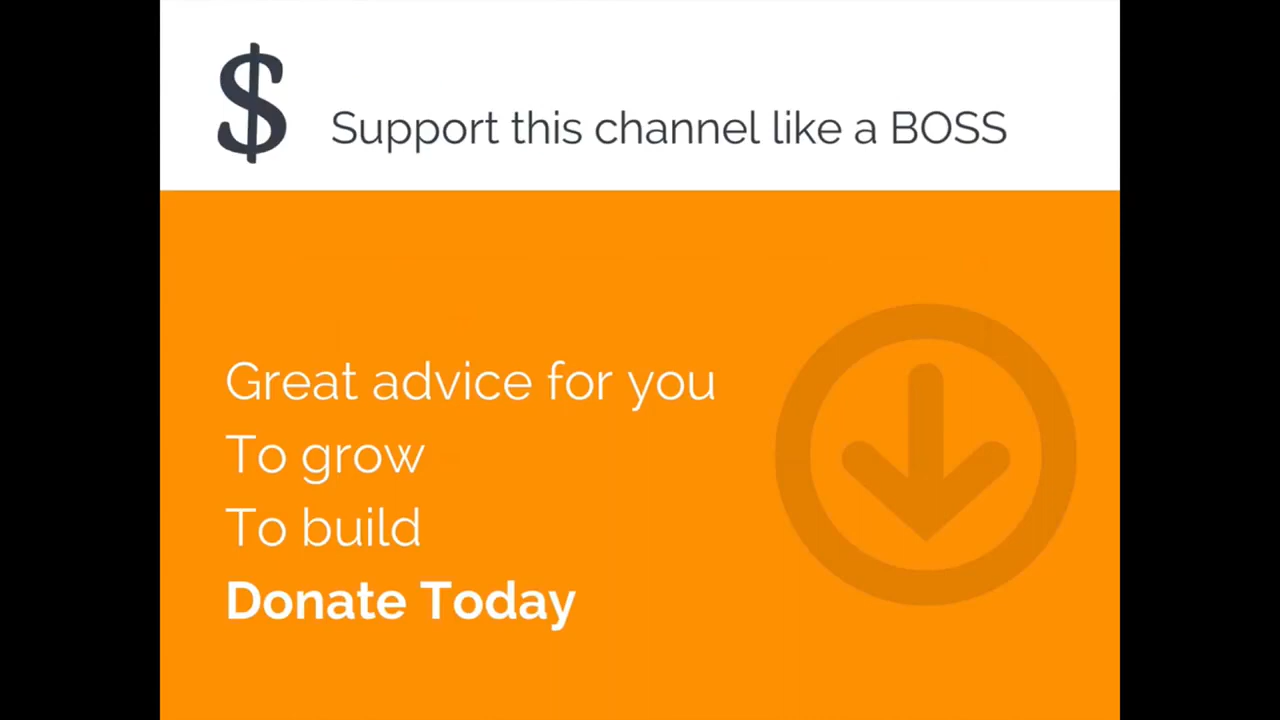 $ Support this channel like a BOSS
Great advice for you
To grow
To build
Donate Today